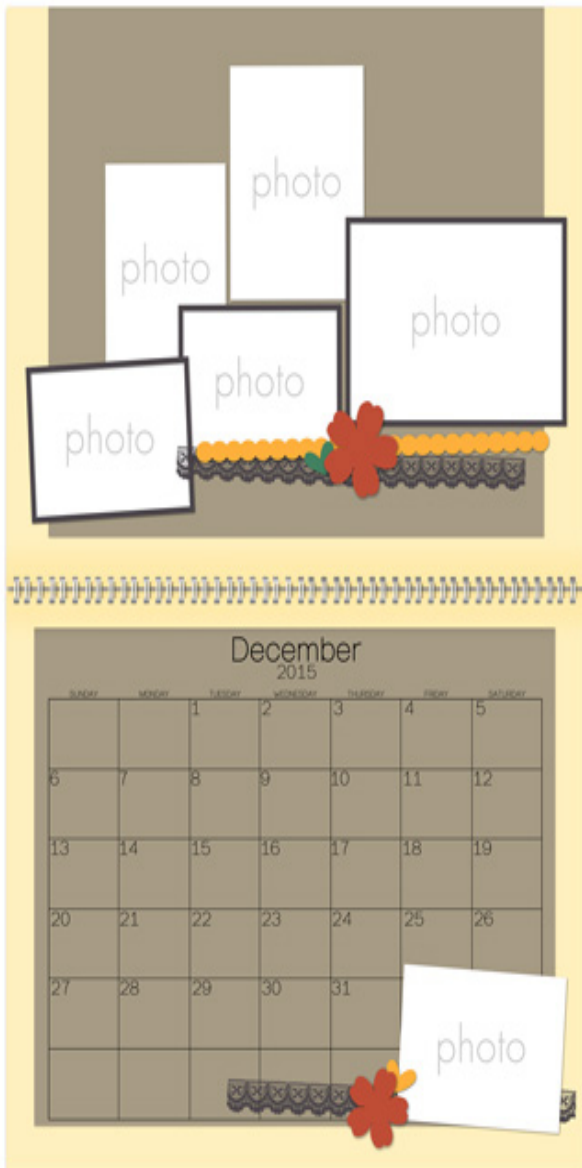 photo
photo
photo
photo
photo
December
2015
SUNDAY MONDAY TUESDAY WEDNESDAY THURSDAY FRIDAY SATURDAY
1 2 3 4 5
6 7 8 9 10 11 12
13 14 15 16 17 18 19
20 21 22 23 24 25 26
27 28 29 30 31
photo